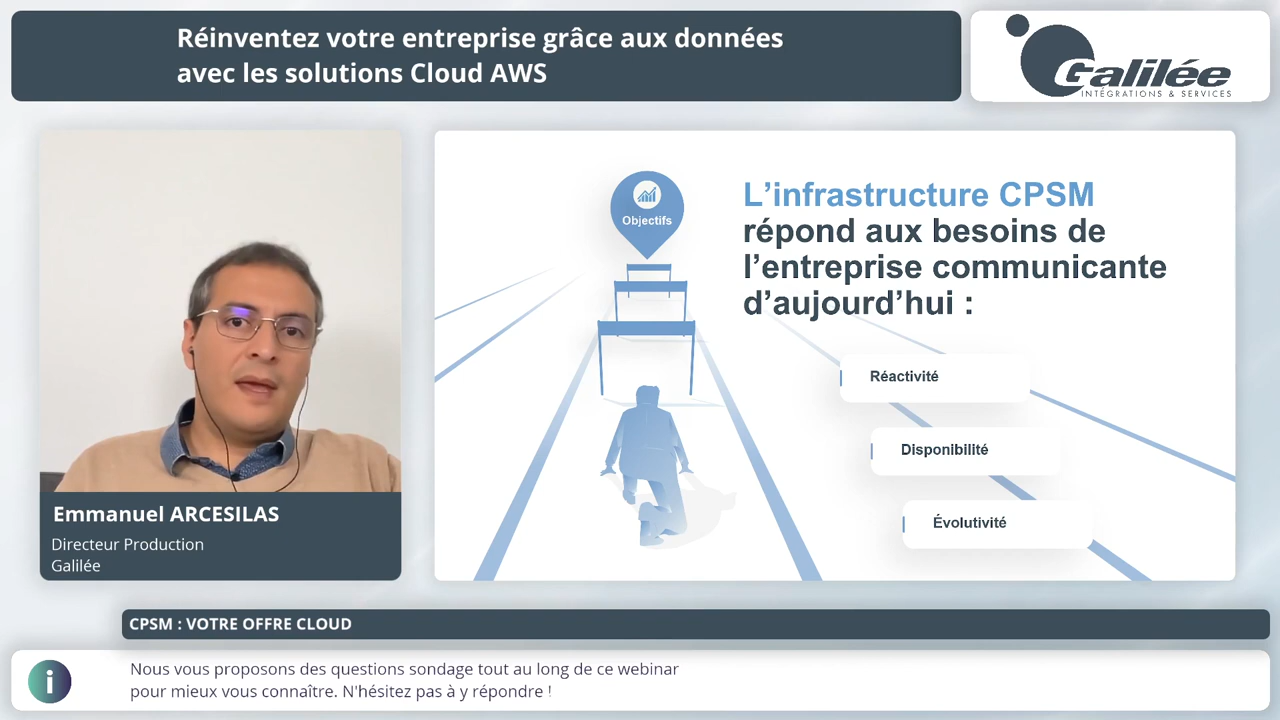 Réinventez votre entreprise grâce aux données
avec les solutions Cloud AWS
Galilée
INTÉGRATIONS & SERVICES
Objectifs
L’infrastructure CPSM
répond aux besoins de
l’entreprise communicante
d’aujourd’hui :
Réactivité
Disponibilité
Évolutivité
Emmanuel ARCESILAS
Directeur Production
Galilée
CPSM : VOTRE OFFRE CLOUD
i
Nous vous proposons des questions sondage tout au long de ce webinar
pour mieux vous connaître. N'hésitez pas à y répondre !